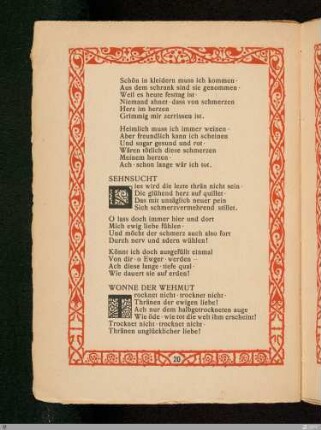 Schön in kleidern muss ich kommen·
Aus dem schrank sind sie genommen·
Weil es heute festtag ist·
Niemand ahnet· dass von schmerzen
Herz im herzen
Grimmig mir zerrissen ist.
Heimlich muss ich immer weinen·
Aber freundlich kann ich scheinen
Und sogar gesund und rot·
Wären tötlich diese schmerzen
Meinem herzen·
Ach· schon lange wär ich tot.
SEHNSUCHT
Dies wird die lezte thrän nicht sein·
Die glühend herz auf quillet·
Das mit unsäglich neuer pein
Sich schmerzvermehrend stillet.
O lass doch immer hier und dort
Mich ewig liebe fühlen·
Und möcht der schmerz auch also fort
Durch nerv und adern wühlen!
Könnt ich doch ausgefüllt einmal
Von dir· o Ewger· werden –
Ach diese lange· tiefe qual·
Wie dauert sie auf erden!
WONNE DER WEHMUT
Trockner nicht· trockner nicht·
Thränen der ewigen liebe!
Ach nur dem halbgetrockneten auge
Wie öde· wie tot die welt ihm erscheint!
Trocknet nicht· trocknet nicht·
Thränen unglücklicher liebe!
20